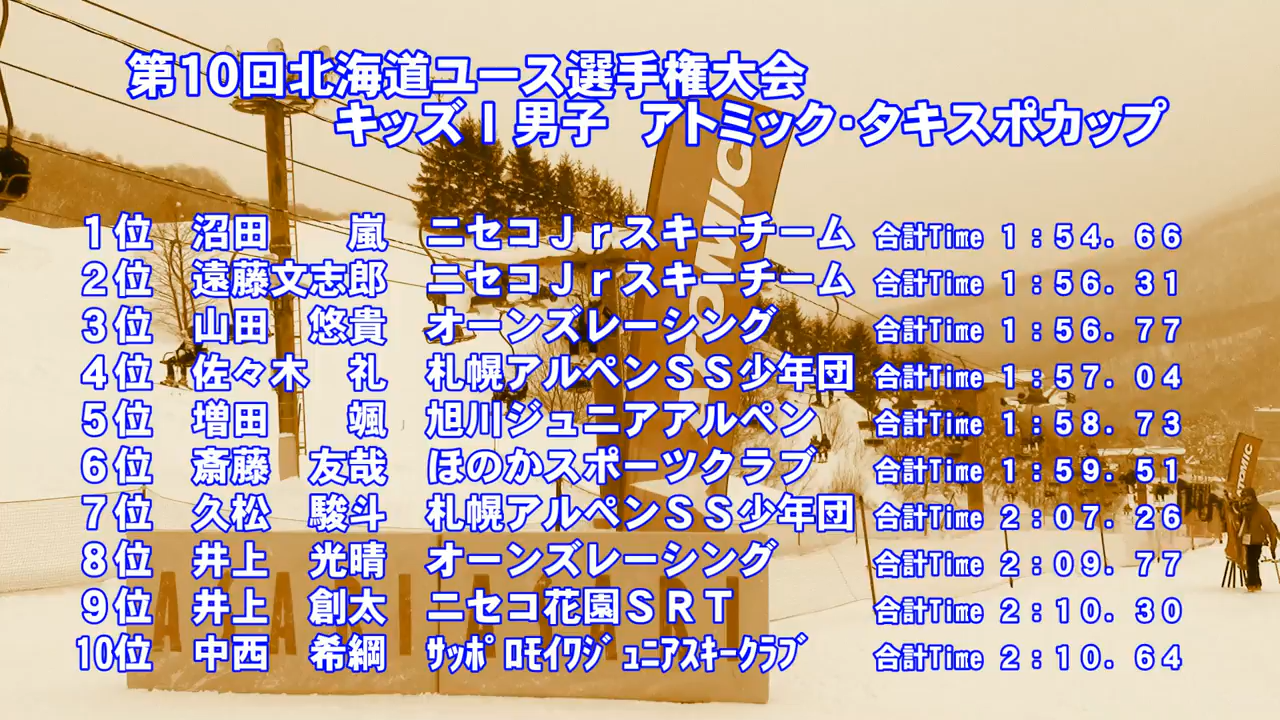 第10回北海道ユース選手権大会
キッズⅠ男子　アトミック・タキスポカップ
1位　沼田　　嵐　ニセコJrスキーチーム　合計Time 1:54.66
2位　遠藤文志郎　ニセコJrスキーチーム　合計Time 1:56.31
3位　山田　悠貴　オーンズレーシング　合計Time 1:56.77
4位　佐々木　礼　札幌アルペンSS少年団　合計Time 1:57.04
5位　増田　　颯　旭川ジュニアアルペン　合計Time 1:58.73
6位　斎藤　友哉　ほのかスポーツクラブ　合計Time 1:59.51
7位　久松　駿斗　札幌アルペンSS少年団　合計Time 2:07.26
8位　井上　光晴　オーンズレーシング　合計Time 2:09.77
9位　井上　創太　ニセコ花園SRT　合計Time 2:10.30
10位　中西　希綱　ｻｯﾎﾟﾛﾓｲﾜｼﾞｭﾆｱｽｷｰｸﾗﾌﾞ　合計Time 2:10.64
ATOMIC
ATOMIC
ASARI ASARI